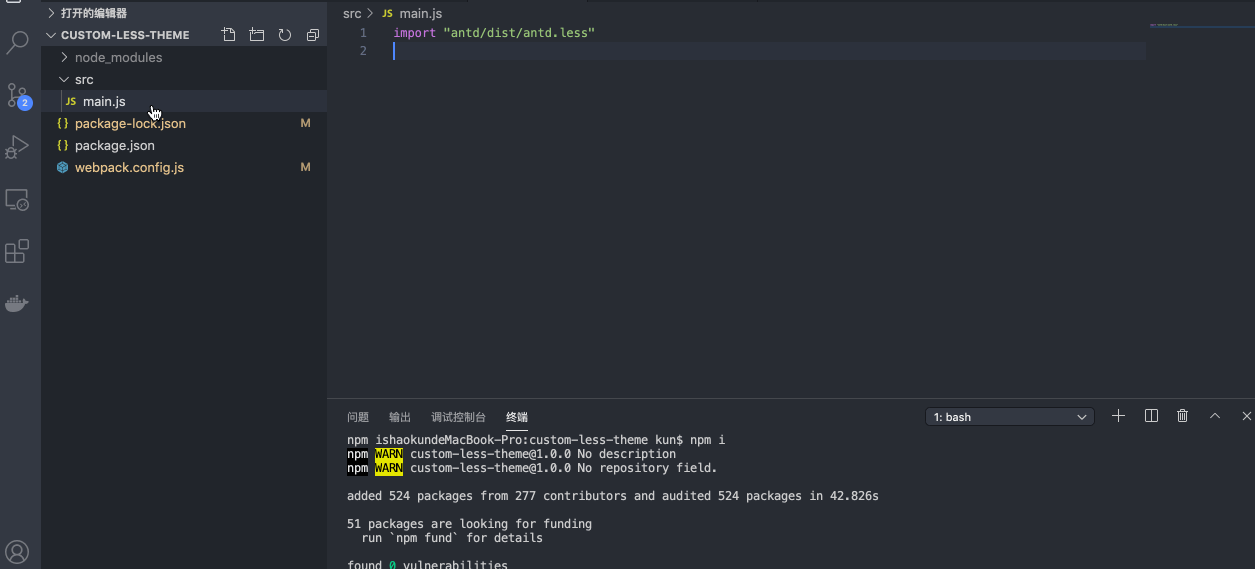 打开的编辑器
CUSTOM-LESS-THEME
node_modules
src
JS main.js
{} package-lock.json M
{} package.json
webpack.config.js M
2
src > JS main.js
1 import "antd/dist/antd.less"
2
问题 输出 调试控制台 终端
1: bash
npm ishaokundeMacBook-Pro:custom-less-theme kun$ npm i
npm WARN custom-less-theme@1.0.0 No description
npm WARN custom-less-theme@1.0.0 No repository field.
added 524 packages from 277 contributors and audited 524 packages in 42.826s
51 packages are looking for funding
run `npm fund` for details
found 0 vulnerabilities